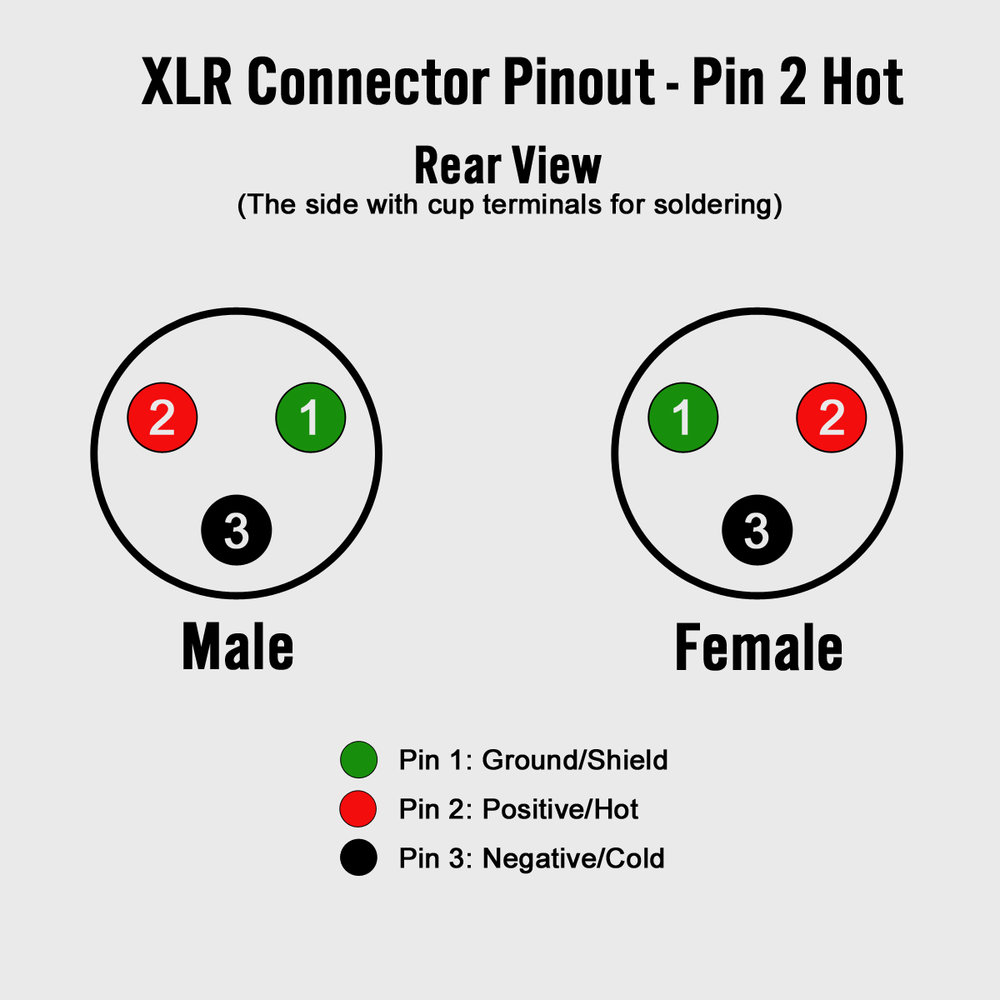 XLR Connector Pinout - Pin 2 Hot
Rear View
(The side with cup terminals for soldering)
2 1
3
1 2
3
Male
Female
Pin 1: Ground/Shield
Pin 2: Positive/Hot
Pin 3: Negative/Cold